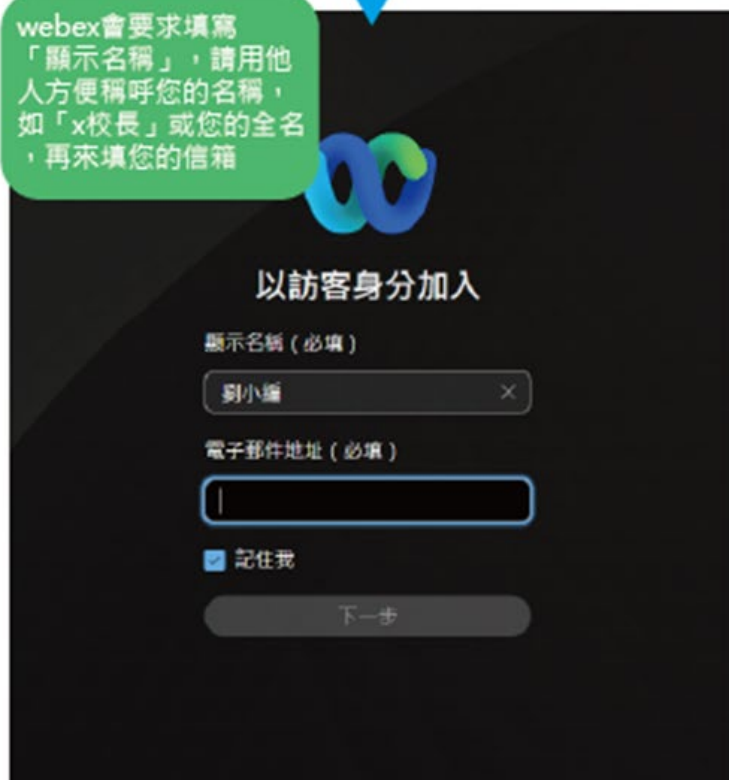 webex會要求填寫
「顯示名稱」，請用他
人方便稱呼您的名稱，
如「x校長」或您的全名
，再來填您的信箱
以訪客身分加入
顯示名稱（必填）
劉小編
電子郵件地址（必填）
記住我
下一步